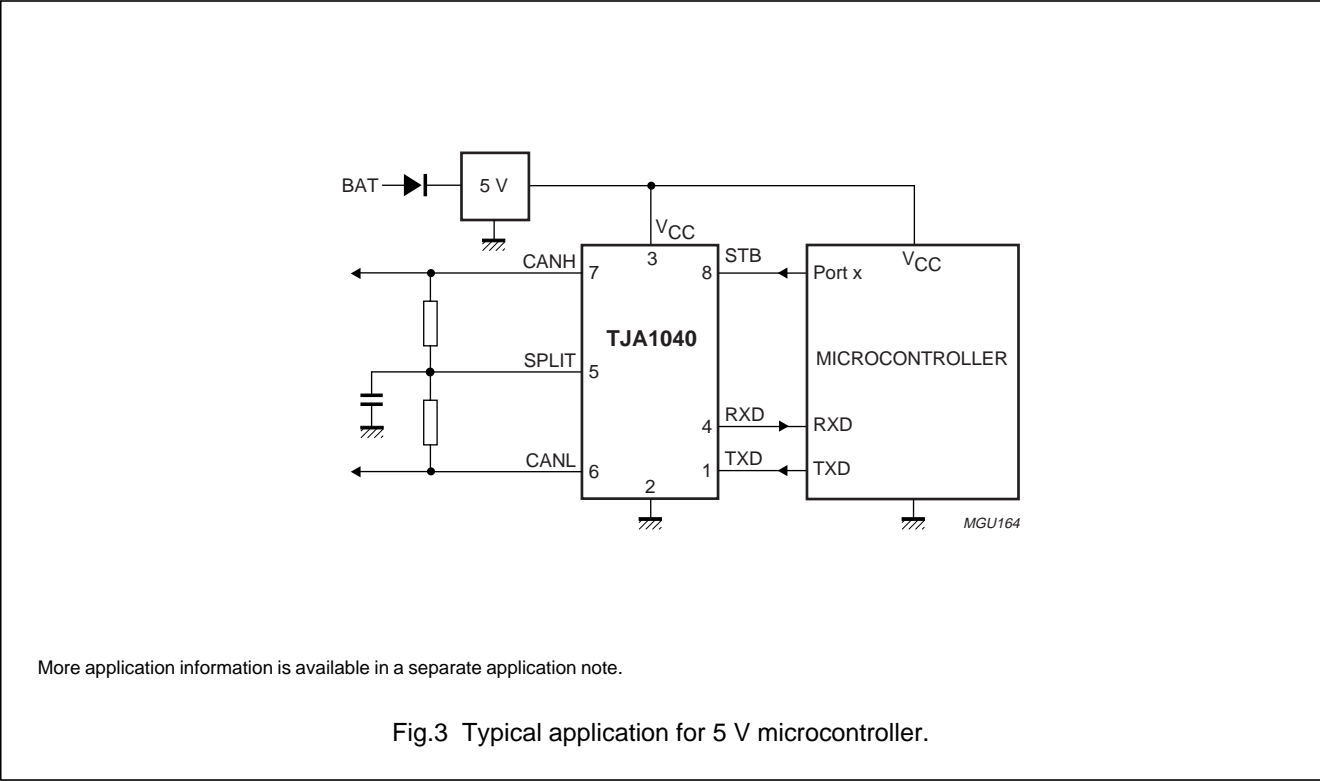 BAT
5 V
VCC
CANH
7
3
STB
8
Port x
VCC
TJA1040
SPLIT
5
MICROCONTROLLER
4
RXD
RXD
CANL
6
1
TXD
TXD
2
MGU164
More application information is available in a separate application note.
Fig.3 Typical application for 5 V microcontroller.